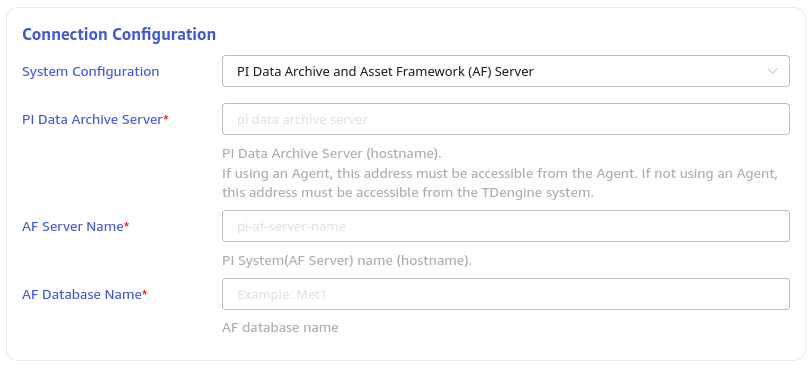 Connection Configuration
System Configuration
PI Data Archive and Asset Framework (AF) Server
PI Data Archive Server*
pi data archive server
PI Data Archive Server (hostname).
If using an Agent, this address must be accessible from the Agent. If not using an Agent,
this address must be accessible from the TDengine system.
AF Server Name*
pi-af-server-name
PI System(AF Server) name (hostname).
AF Database Name*
Example: Met1
AF database name